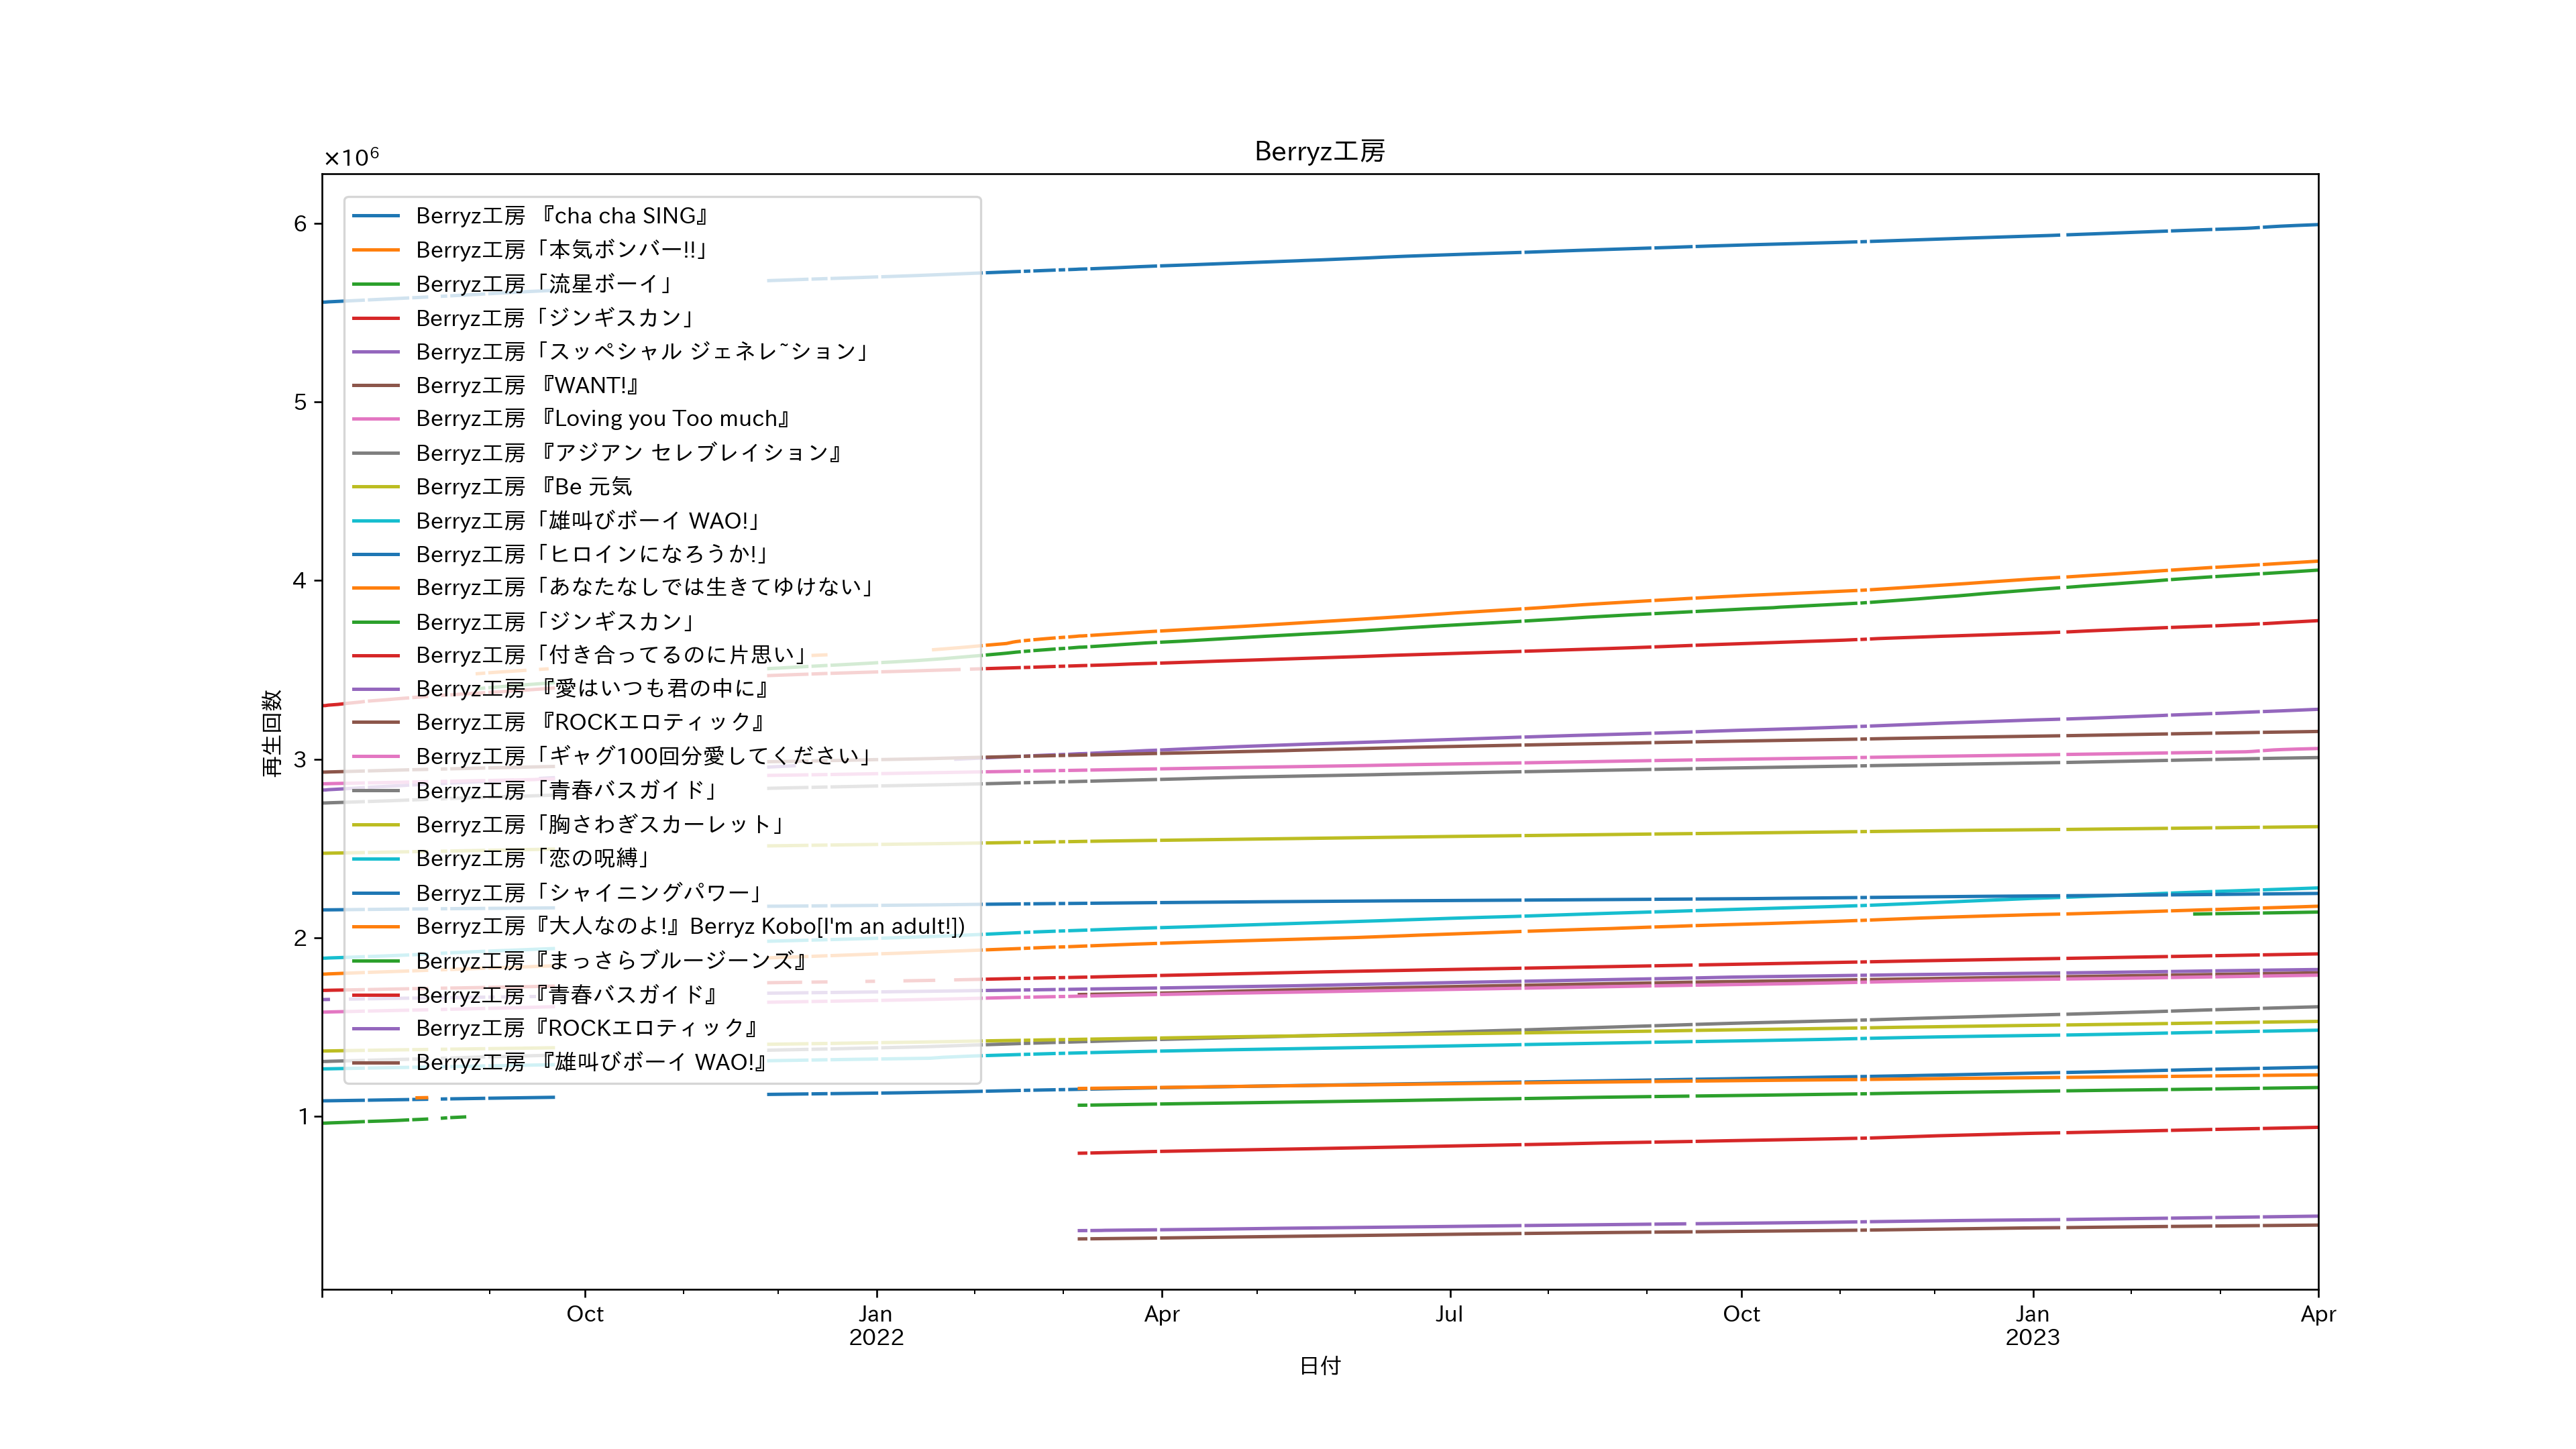 Berryz工房
×10⁶
6
5
4
3
2
1
再生回数
Berryz工房 『cha cha SING』
Berryz工房「本気ボンバー!!」
Berryz工房「流星ボーイ」
Berryz工房「ジンギスカン」
Berryz工房「スッペシャル ジェネレ~ション」
Berryz工房 『WANT!』
Berryz工房 『Loving you Too much』
Berryz工房 『アジアン セレブレイション』
Berryz工房 『Be 元気
Berryz工房「雄叫びボーイ WAO!」
Berryz工房「ヒロインになろうか!」
Berryz工房「あなたなしでは生きてゆけない」
Berryz工房「ジンギスカン」
Berryz工房「付き合ってるのに片思い」
Berryz工房 『愛はいつも君の中に』
Berryz工房 『ROCKエロティック』
Berryz工房「ギャグ100回分愛してください」
Berryz工房「青春バスガイド」
Berryz工房「胸さわぎスカーレット」
Berryz工房「恋の呪縛」
Berryz工房「シャイニングパワー」
Berryz工房『大人なのよ!』Berryz Kobo[I'm an adult!])
Berryz工房『まっさらブルージーンズ』
Berryz工房『青春バスガイド』
Berryz工房『ROCKエロティック』
Berryz工房 『雄叫びボーイ WAO!』
Oct Jan Apr Jul Oct Jan Apr
2022 2023
日付